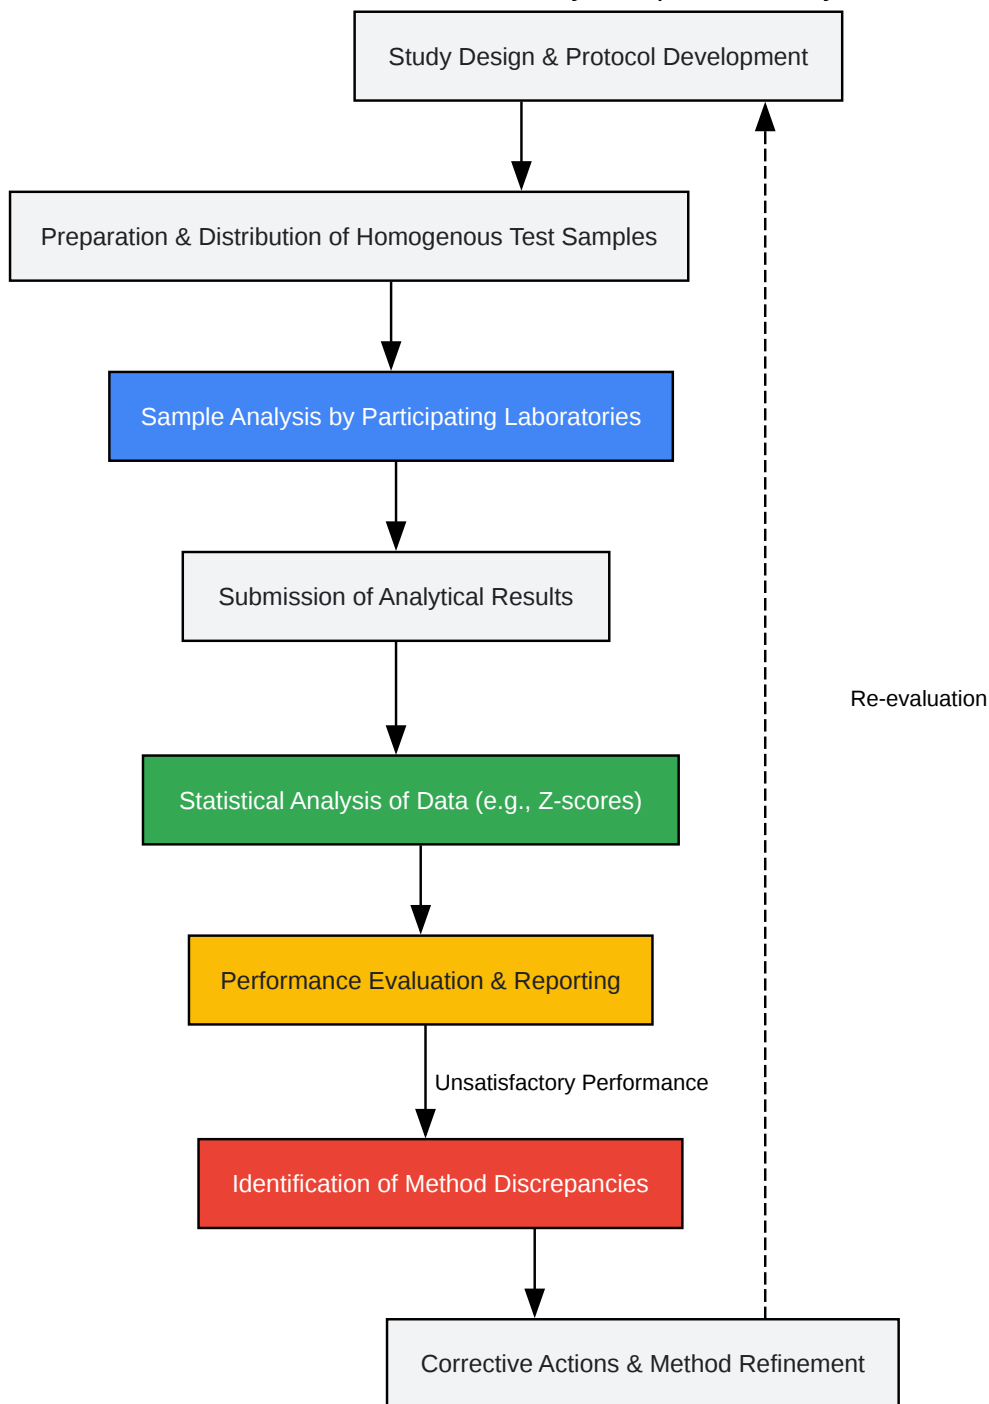 Study Design & Protocol Development
Preparation & Distribution of Homogenous Test Samples
Sample Analysis by Participating Laboratories
Submission of Analytical Results
Re-evaluation
Statistical Analysis of Data (e.g., Z-scores)
Performance Evaluation & Reporting
Unsatisfactory Performance
Identification of Method Discrepancies
Corrective Actions & Method Refinement